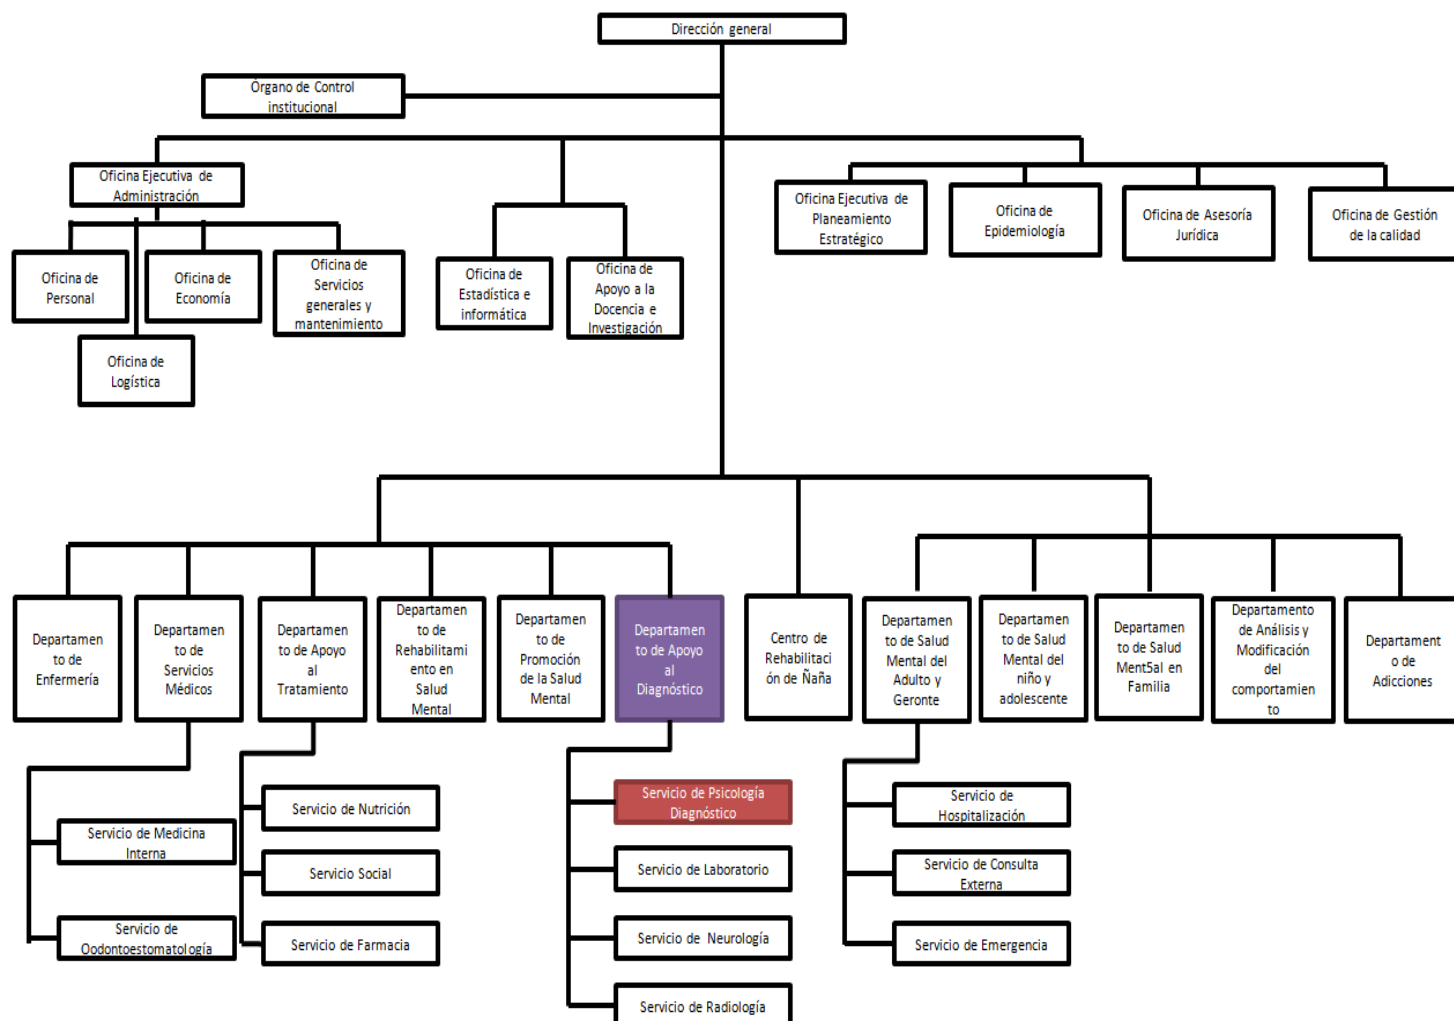 Dirección general
Órgano de Control
institucional
Oficina Ejecutiva de
Administración
Oficina Ejecutiva de
Planeamiento
Estratégico
Oficina de
Epidemiología
Oficina de Asesoría
Jurídica
Oficina de Gestión
de la calidad
Oficina de
Personal
Oficina de
Economía
Oficina de
Servicios
generales y
mantenimiento
Oficina de
Estadística e
informática
Oficina de
Apoyo a la
Docencia e
Investigación
Oficina de
Logística
Departamen
to de
Enfermería
Departamen
to de
Servicios
Médicos
Departamen
to de Apoyo
al
Tratamiento
Departamen
to de
Rehabilitami
ento en
Salud
Mental
Departamen
to de
Promoción
de la Salud
Mental
Departamen
to de Apoyo
al
Diagnóstico
Centro de
Rehabilitaci
ón de Ñaña
Departamen
to de Salud
Mental del
Adulto y
Geronte
Departamen
to de Salud
Mental del
niño y
adolescente
Departamen
to de Salud
MentSal en
Familia
Departamento
de Análisis y
Modificación
del
comportamien
to
Departament
o de
Adicciones
Servicio de Medicina
Interna
Servicio de
Oodontoestomatología
Servicio de Nutrición
Servicio Social
Servicio de Farmacia
Servicio de Psicología
Diagnóstico
Servicio de Laboratorio
Servicio de Neurología
Servicio de Radiología
Servicio de
Hospitalización
Servicio de Consulta
Externa
Servicio de Emergencia